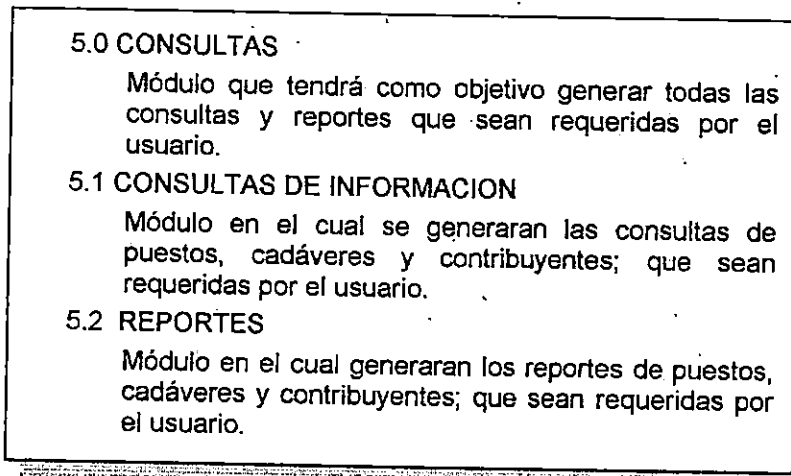 5.0 CONSULTAS
Módulo que tendrá como objetivo generar todas las
consultas y reportes que sean requeridas por el
usuario.
5.1 CONSULTAS DE INFORMACION
Módulo en el cual se generaran las consultas de
puestos, cadáveres y contribuyentes; que sean
requeridas por el usuario.
5.2 REPORTES
Módulo en el cual generaran los reportes de puestos,
cadáveres y contribuyentes; que sean requeridas por
el usuario.